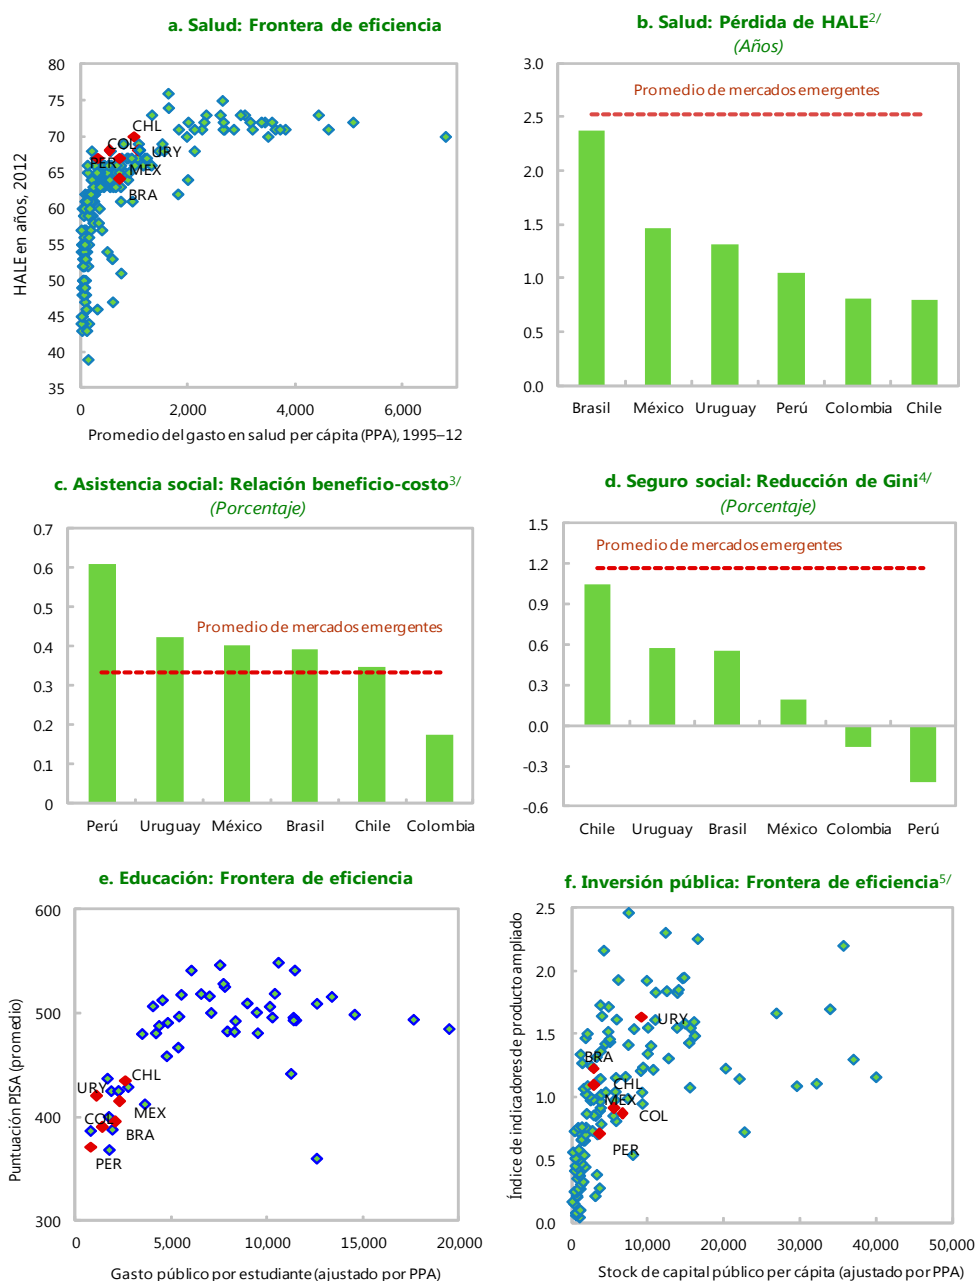 a. Salud: Frontera de eficiencia
80
75
70
65
60
55
50
45
40
35
HALE en años, 2012
CHL
COL
URY
PER
MEX
BRA
0
2,000
4,000
6,000
Promedio del gasto en salud per cápita (PPA), 1995–12
b. Salud: Pérdida de HALE2/
(Años)
3.0
2.5
2.0
1.5
1.0
0.5
0.0
Promedio de mercados emergentes
Brasil
México
Uruguay
Perú
Colombia
Chile
c. Asistencia social: Relación beneficio-costo3/
(Porcentaje)
0.7
0.6
0.5
0.4
0.3
0.2
0.1
0
Promedio de mercados emergentes
Perú
Uruguay
México
Brasil
Chile
Colombia
d. Seguro social: Reducción de Gini4/
(Porcentaje)
1.5
1.2
0.9
0.6
0.3
0.0
-0.3
-0.6
Promedio de mercados emergentes
Chile
Uruguay
Brasil
México
Colombia
Perú
e. Educación: Frontera de eficiencia
600
500
400
300
Puntuación PISA (promedio)
CHL
URY
MEX
COL
BRA
PER
0
5,000
10,000
15,000
20,000
Gasto público por estudiante (ajustado por PPA)
f. Inversión pública: Frontera de eficiencia5/
2.5
2.0
1.5
1.0
0.5
0.0
Índice de indicadores de producto ampliado
URY
BRA
CHL
MEX
COL
PER
0
10,000
20,000
30,000
40,000
50,000
Stock de capital público per cápita (ajustado por PPA)